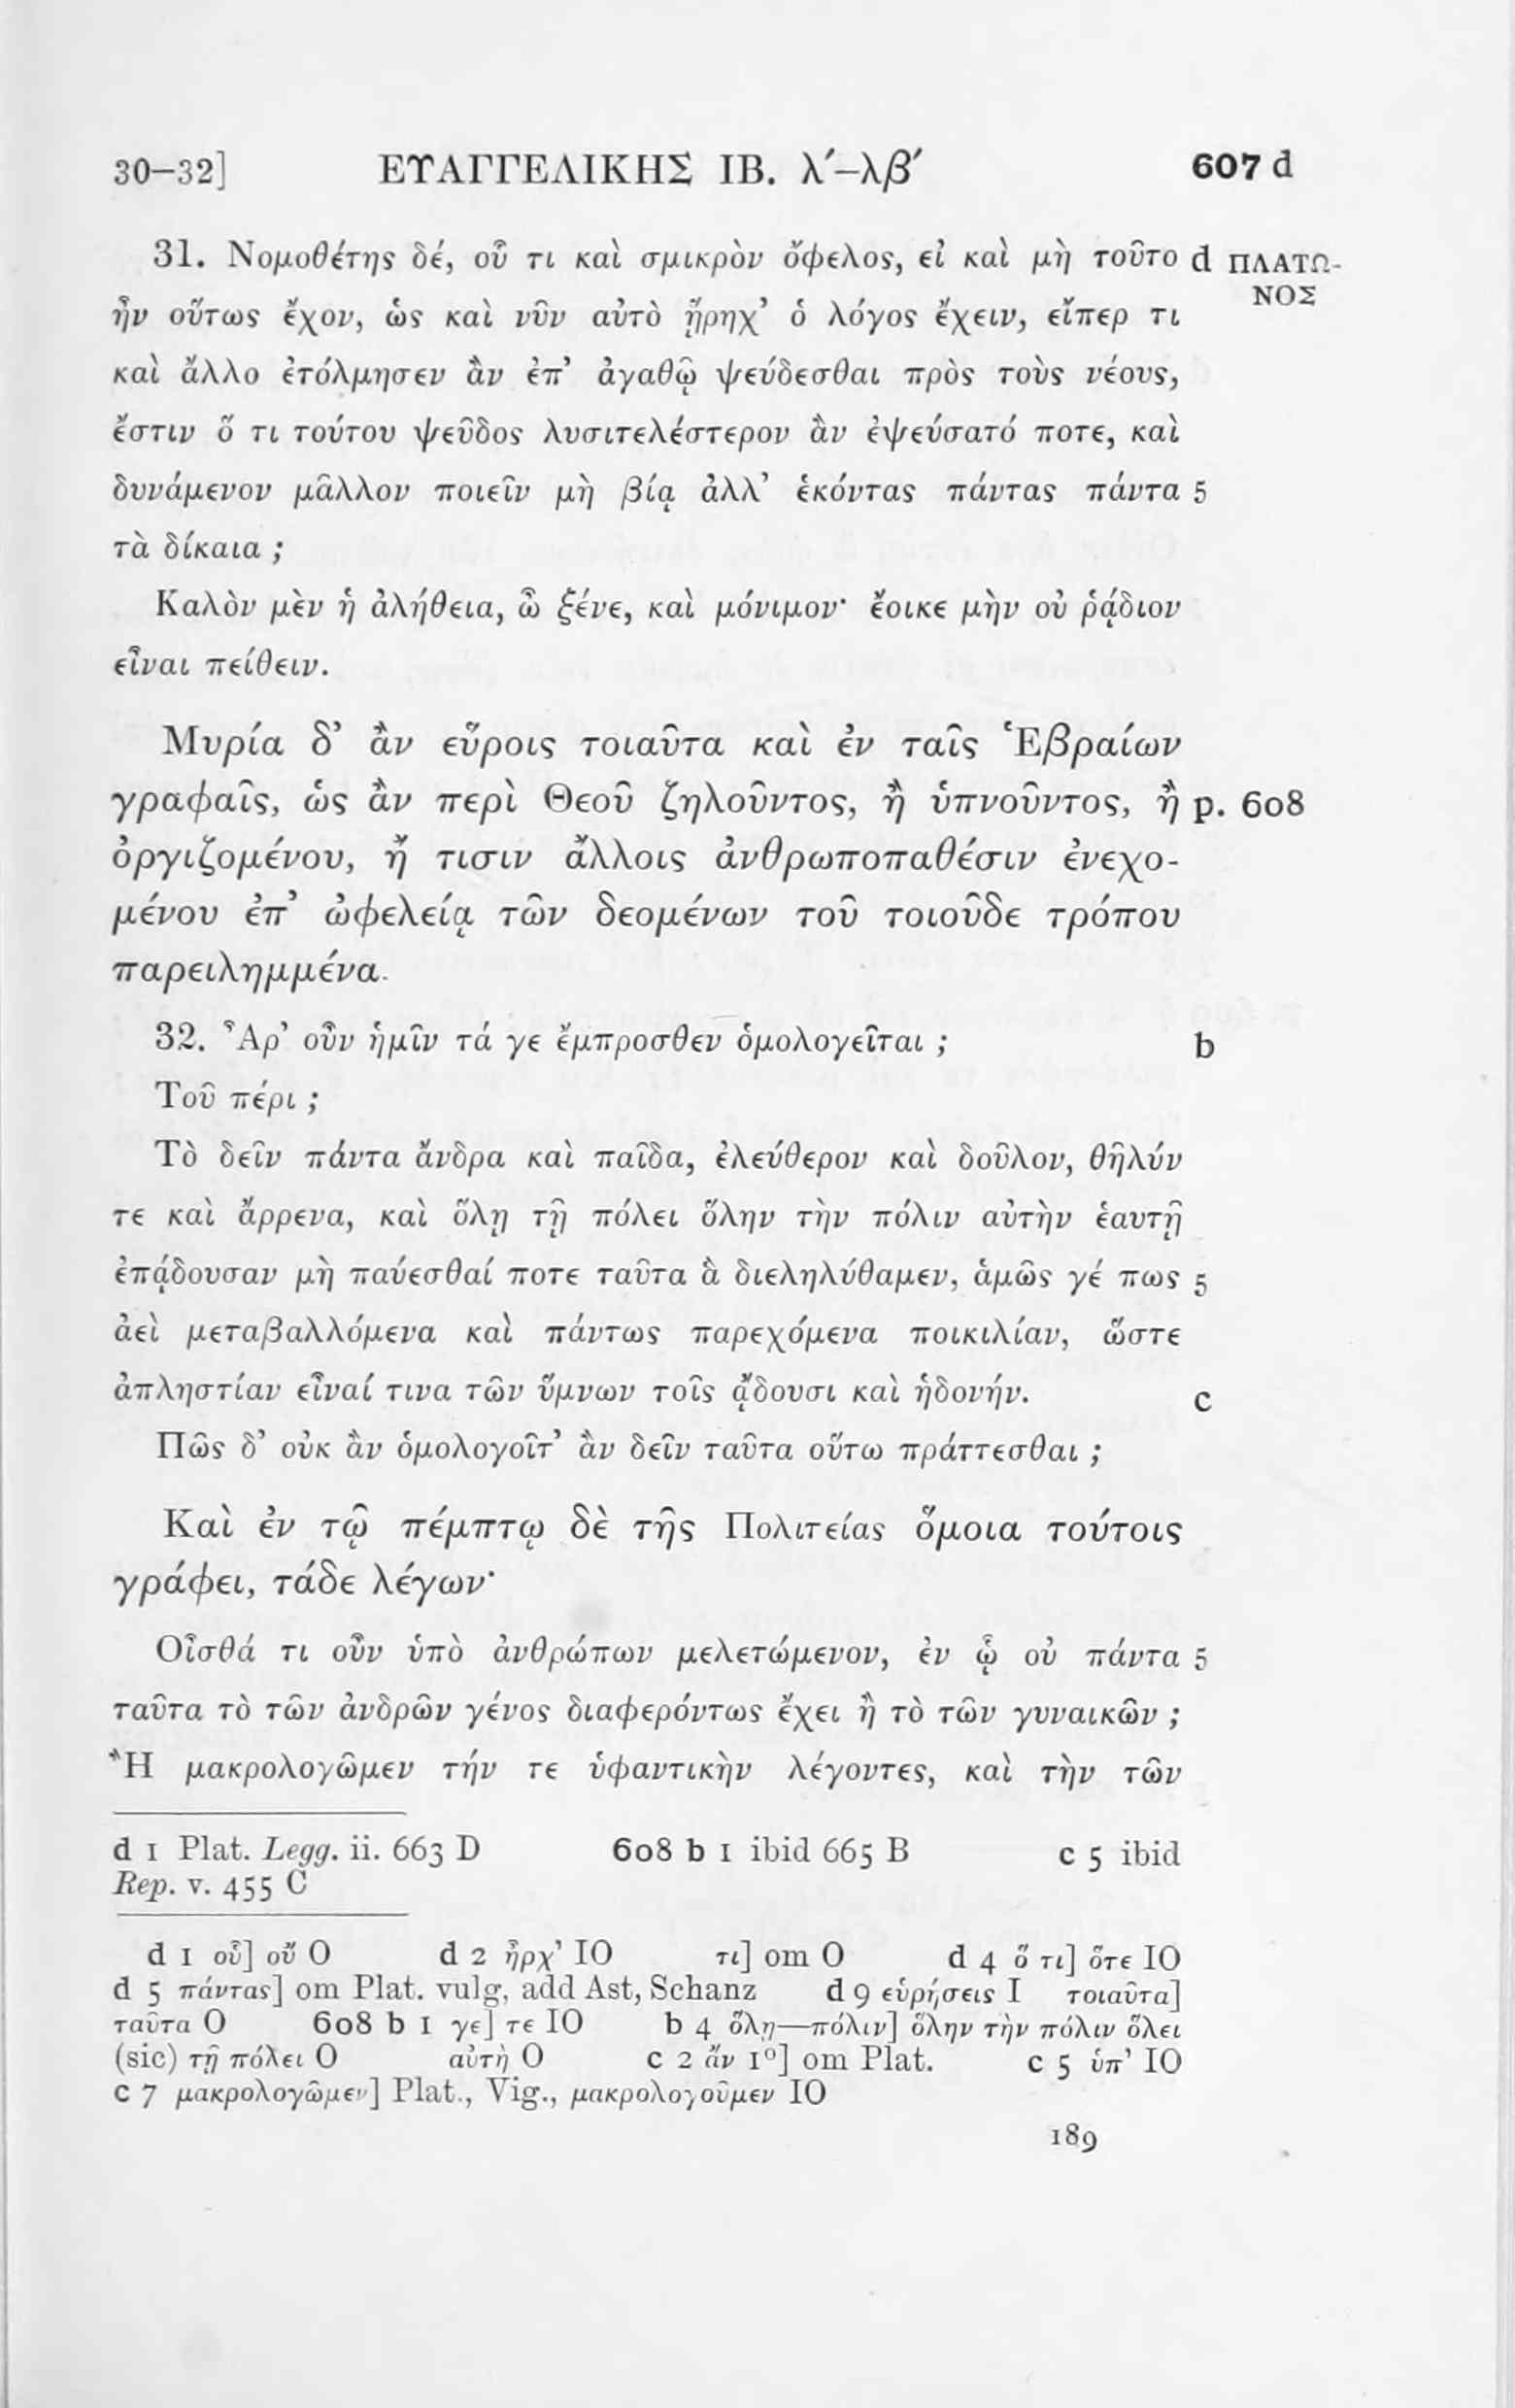 30–32] ΕΥΑΓΓΕΛΙΚΗΣ ΙΒ. λ′–λβ′ 607 d
31. Νομοθέτης δέ, οὗ τι καὶ σμικρὸν ὄφελος, εἰ καὶ μὴ τοῦτο d ΠΛΑΤΩ-
ΝΟΣ
ἦν οὕτως ἔχον, ὡς καὶ νῦν αὐτὸ ᾕρηχ’ ὁ λόγος ἔχειν, εἴπερ τι
καὶ ἄλλο ἐτόλμησεν ἂν ἐπ’ ἀγαθῷ ψεύδεσθαι πρὸς τοὺς νέους,
ἔστιν ὅ τι τούτου ψεῦδος λυσιτελέστερον ἂν ἐψεύσατό ποτε, καὶ
δυνάμενον μᾶλλον ποιεῖν μὴ βίᾳ ἀλλ’ ἑκόντας πάντας πάντα 5
τὰ δίκαια ;
Καλὸν μὲν ἡ ἀλήθεια, ὦ ξένε, καὶ μόνιμον· ἔοικε μὴν οὐ ῥᾴδιον
εἶναι πείθειν.
Μυρία δ’ ἂν εὕροις τοιαῦτα καὶ ἐν ταῖς Ἑβραίων
γραφαῖς, ὡς ἂν περὶ Θεοῦ ζηλοῦντος, ἢ ὑπνοῦντος, ἢ p. 608
ὀργιζομένου, ἤ τισιν ἄλλοις ἀνθρωποπαθέσιν ἐνεχο-
μένου ἐπ’ ὠφελείᾳ τῶν δεομένων τοῦ τοιοῦδε τρόπου
παρειλημμένα.
32. Ἆρ’ οὖν ἡμῖν τά γε ἔμπροσθεν ὁμολογεῖται ; b
Τοῦ πέρι ;
Τὸ δεῖν πάντα ἄνδρα καὶ παῖδα, ἐλεύθερον καὶ δοῦλον, θῆλύν
τε καὶ ἄρρενα, καὶ ὅλῃ τῇ πόλει ὅλην τὴν πόλιν αὐτὴν ἑαυτῇ
ἐπᾴδουσαν μὴ παύεσθαί ποτε ταῦτα ἃ διεληλύθαμεν, ἁμῶς γέ πως 5
ἀεὶ μεταβαλλόμενα καὶ πάντως παρεχόμενα ποικιλίαν, ὥστε
ἀπληστίαν εἶναί τινα τῶν ὕμνων τοῖς ᾄδουσι καὶ ἡδονήν. c
Πῶς δ’ οὐκ ἂν ὁμολογοῖτ’ ἂν δεῖν ταῦτα οὕτω πράττεσθαι ;
Καὶ ἐν τῷ πέμπτῳ δὲ τῆς Πολιτείας ὅμοια τούτοις
γράφει, τάδε λέγων·
Οἶσθά τι οὖν ὑπὸ ἀνθρώπων μελετώμενον, ἐν ᾧ οὐ πάντα 5
ταῦτα τὸ τῶν ἀνδρῶν γένος διαφερόντως ἔχει ἢ τὸ τῶν γυναικῶν ;
Ἢ μακρολογῶμεν τήν τε ὑφαντικὴν λέγοντες, καὶ τὴν τῶν
d 1 Plat. Legg. ii. 663 D 608 b 1 ibid 665 B c 5 ibid
Rep. v. 455 C
d 1 οὗ] οὔ O d 2 ἦρχ’ IO τι] om O d 4 ὅ τι] ὅτε IO
d 5 πάντας] om Plat. vulg, add Ast, Schanz d 9 εὑρήσεις I τοιαῦτα]
ταῦτα O 608 b 1 γε] τε IO b 4 ὅλῃ—πόλιν] ὅλην τὴν πόλιν ὅλει
(sic) τῇ πόλει O αὐτὴ O c 2 ἄν 1º] om Plat. c 5 ὑπ’ IO
c 7 μακρολογῶμεν] Plat., Vig., μακρολογοῦμεν IO
189